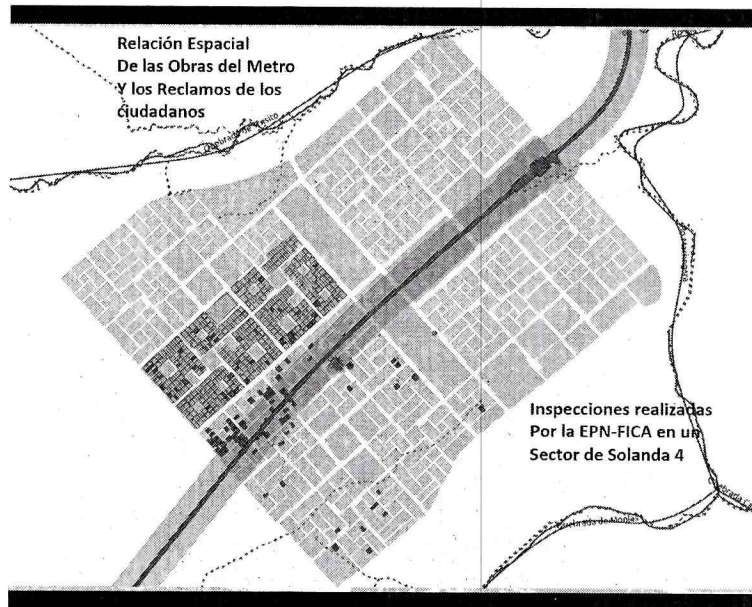 Relación Espacial
De las Obras del Metro
Y los Reclamos de los
ciudadanos
Inspecciones realizadas
Por la EPN-FICA en un
Sector de Solanda 4